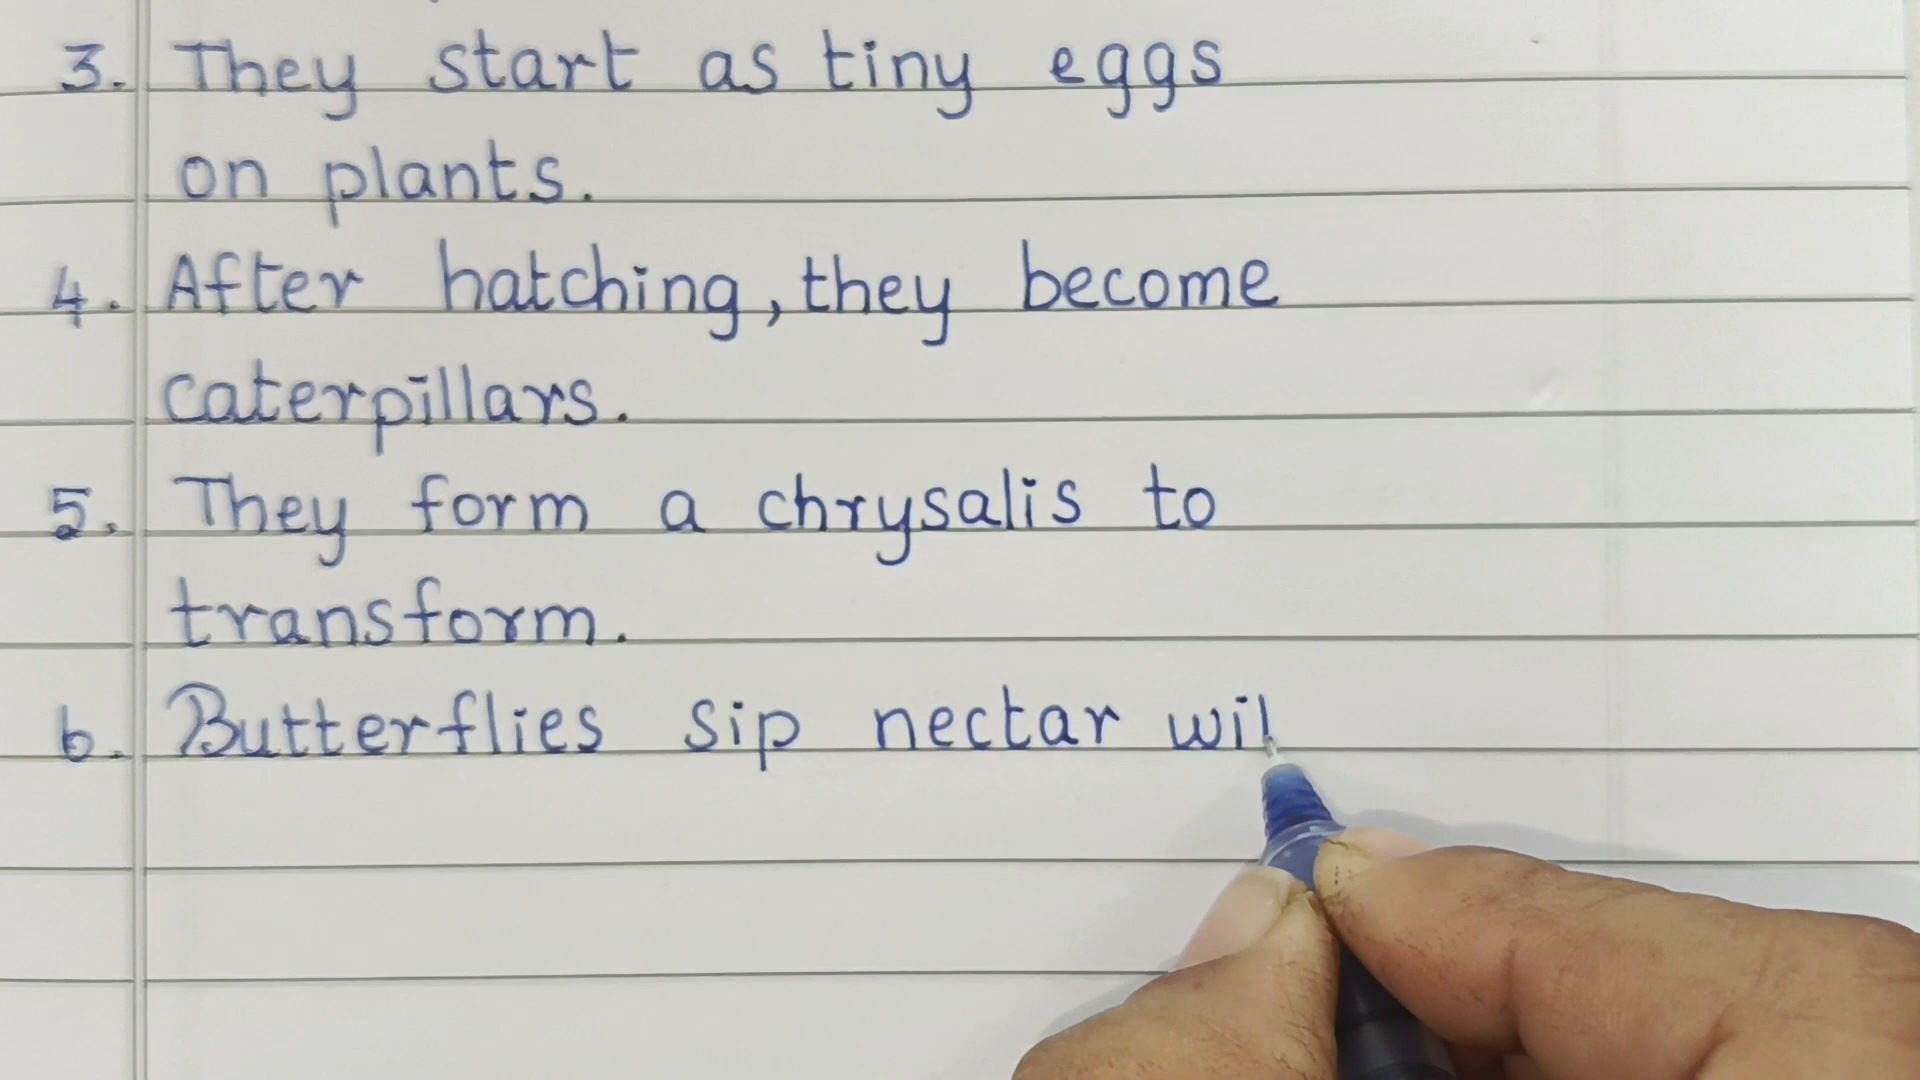 3. They start as tiny eggs
on plants.
4. After hatching, they become
caterpillars.
5. They form a chrysalis to
transform.
6. Butterflies sip nectar wil